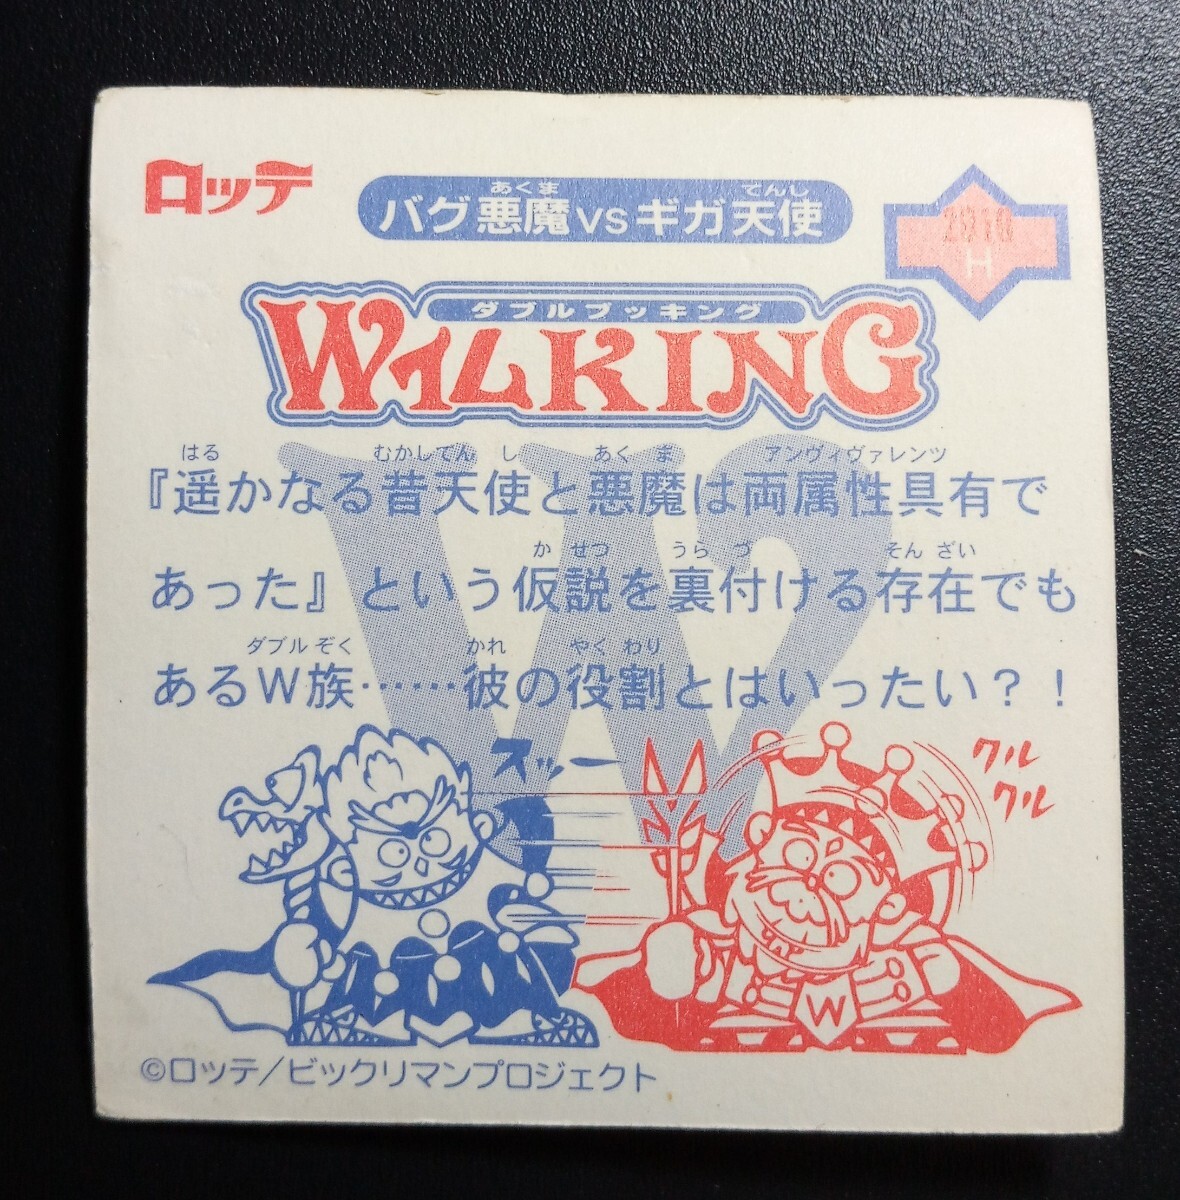 ロッテ
あくま てんし
バグ悪魔vsギガ天使
H
ダブルブッキング
WイムKING
はる むかしてん し あく ま アンヴィヴァレンツ
『遥かなる昔天使と悪魔は両属性具有で
か せつ うら づ そん ざい
あった』という仮説を裏付ける存在でも
ダブル ぞく かれ やく わり
あるW族……彼の役割とはいったい？！
スッー
クルクル
W
©ロッテ/ビックリマンプロジェクト